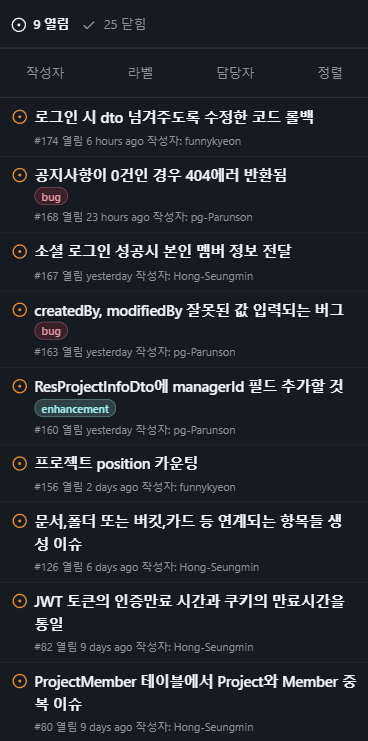 9 열림 25 닫힘
작성자 라벨 담당자 정렬
로그인 시 dto 넘겨주도록 수정한 코드 롤백
#174 열림 6 hours ago 작성자: funnykyeon
공지사항이 0건인 경우 404에러 반환됨
bug
#168 열림 23 hours ago 작성자: pg-Parunson
소셜 로그인 성공시 본인 멤버 정보 전달
#167 열림 yesterday 작성자: Hong-Seungmin
createdBy, modifiedBy 잘못된 값 입력되는 버그
bug
#163 열림 yesterday 작성자: pg-Parunson
ResProjectInfoDto에 managerId 필드 추가할 것
enhancement
#160 열림 yesterday 작성자: pg-Parunson
프로젝트 position 카운팅
#156 열림 2 days ago 작성자: funnykyeon
문서,폴더 또는 버킷,카드 등 연계되는 항목들 생
성 이슈
#126 열림 6 days ago 작성자: Hong-Seungmin
JWT 토큰의 인증만료 시간과 쿠키의 만료시간을
통일
#82 열림 9 days ago 작성자: Hong-Seungmin
ProjectMember 테이블에서 Project와 Member 중
복 이슈
#80 열림 9 days ago 작성자: Hong-Seungmin